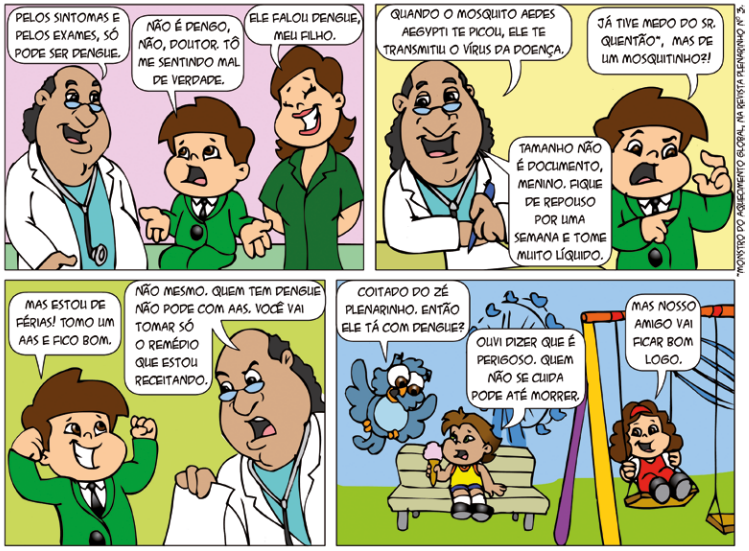 PELOS SINTOMAS E
PELOS EXAMES, SÓ
PODE SER DENGUE.
NÃO É DENGO,
NÃO, DOUTOR. TÔ
ME SENTINDO MAL
DE VERDADE.
ELE FALOU DENGUE,
MEU FILHO.
QUANDO O MOSQUITO AEDES
AEGYPTI TE PICOU, ELE TE
TRANSMITIU O VÍRUS DA DOENÇA.
JÁ TIVE MEDO DO SR.
QUENTÃO*, MAS DE
UM MOSQUITINHO?!
TAMANHO NÃO
É DOCUMENTO,
MENINO. FIQUE
DE REPOUSO
POR UMA
SEMANA E TOME
MUITO LÍQUIDO.
*MONSTRO DO AQUECIMENTO GLOBAL, NA REVISTA PLENARINHO Nº 3.
MAS ESTOU DE
FÉRIAS! TOMO UM
AAS E FICO BOM.
NÃO MESMO. QUEM TEM DENGUE
NÃO PODE COM AAS. VOCÊ VAI
TOMAR SÓ
O REMÉDIO
QUE ESTOU
RECEITANDO.
COITADO DO ZÉ
PLENARINHO. ENTÃO
ELE TÁ COM DENGUE?
OUVI DIZER QUE É
PERIGOSO. QUEM
NÃO SE CUIDA
PODE ATÉ MORRER.
MAS NOSSO
AMIGO VAI
FICAR BOM
LOGO.